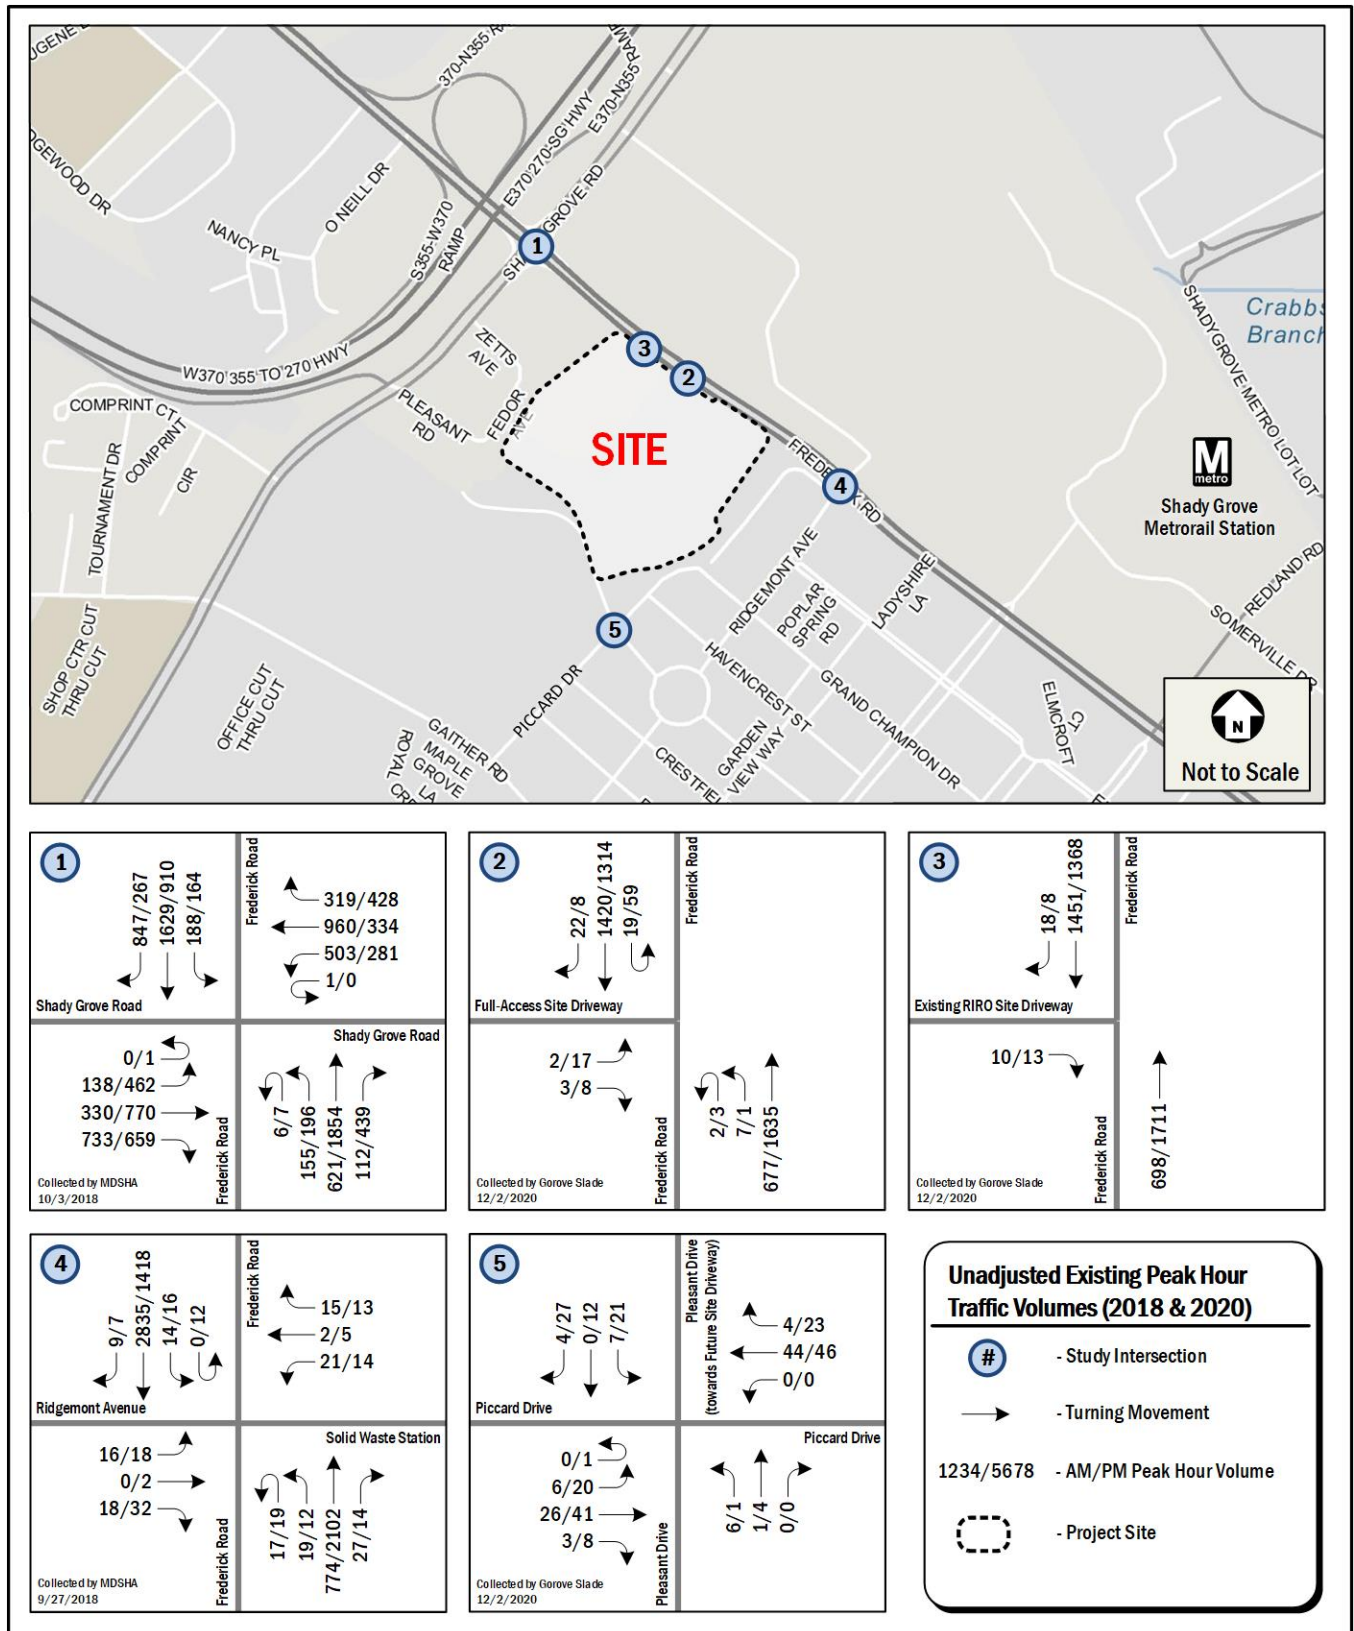 370-N355 RA
E370-N355
RAMP
E370 270-SG HWY
DGEWOOD DR
O NEILL DR
NANCY PL
S355-W370
RAMP
GROVE RD
1
Crabbs
Branch
SHADYGROVE METRO LOT LOT
ZETTS
AVE
3
2
W370 355 TO 270 HWY
COMPRINT CT
COMPRINT
CIR
TOURNAMENT DR
PLEASANT
RD
FEDOR
AVE
SITE
4
M
metro
Shady Grove
Metrorail Station
RIDGEMONT AVE
POPLAR
SPRING
RD
LADYSHIRE
LA
REDLAND RD
SOMERVILLE DR
5
SHOP CTR CUT
THRU CUT
OFFICE CUT
THRU CUT
PICCARD DR
GAITHER RD
MAPLE
GROVE
LA
ROYAL
HAVENCREST ST
GRAND CHAMPION DR
GARDEN
VIEW WAY
CRESTFIEL
ELMCROFT
CT
N
Not to Scale
1
847/267
1629/910
188/164
Frederick Road
319/428
960/334
503/281
1/0
Shady Grove Road
Shady Grove Road
0/1
138/462
330/770
733/659
6/7
155/196
621/1854
112/439
Frederick Road
Collected by MDSHA
10/3/2018
2
22/8
1420/1314
19/59
Frederick Road
Full-Access Site Driveway
2/17
3/8
2/3
7/1
677/1635
Frederick Road
Collected by Gorove Slade
12/2/2020
3
18/8
1451/1368
Frederick Road
Existing RIRO Site Driveway
10/13
698/1711
Frederick Road
Collected by Gorove Slade
12/2/2020
4
9/7
2835/1418
14/16
0/12
Frederick Road
15/13
2/5
21/14
Ridgemont Avenue
Solid Waste Station
16/18
0/2
18/32
17/19
19/12
774/2102
27/14
Frederick Road
Collected by MDSHA
9/27/2018
5
4/27
0/12
7/21
Pleasant Drive
(towards Future Site Driveway)
4/23
44/46
0/0
Piccard Drive
Piccard Drive
0/1
6/20
26/41
3/8
6/1
1/4
0/0
Pleasant Drive
Collected by Gorove Slade
12/2/2020
Unadjusted Existing Peak Hour
Traffic Volumes (2018 & 2020)
# - Study Intersection
- Turning Movement
1234/5678 - AM/PM Peak Hour Volume
- Project Site